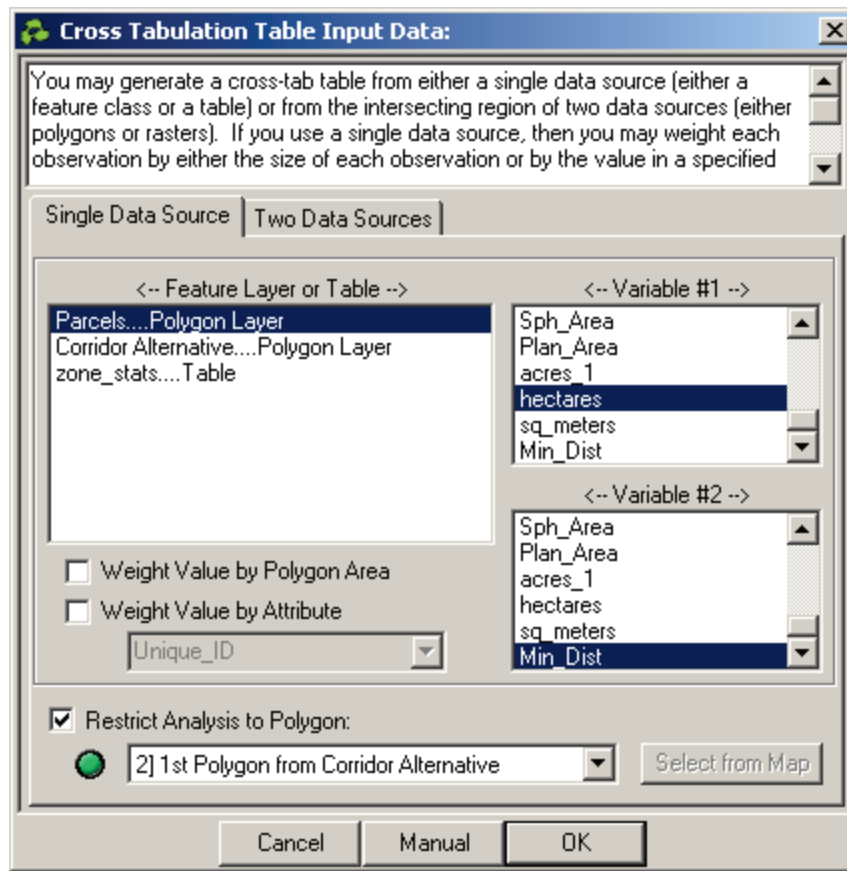 Cross Tabulation Table Input Data:
You may generate a cross-tab table from either a single data source (either a
feature class or a table) or from the intersecting region of two data sources (either
polygons or rasters).  If you use a single data source, then you may weight each
observation by either the size of each observation or by the value in a specified
Single Data Source
Two Data Sources
<-- Feature Layer or Table -->
Parcels....Polygon Layer
Corridor Alternative....Polygon Layer
zone_stats....Table
<-- Variable #1 -->
Sph_Area
Plan_Area
acres_1
hectares
sq_meters
Min_Dist
<-- Variable #2 -->
Sph_Area
Plan_Area
acres_1
hectares
sq_meters
Min_Dist
Weight Value by Polygon Area
Weight Value by Attribute
Unique_ID
Restrict Analysis to Polygon:
2] 1st Polygon from Corridor Alternative
Select from Map
Cancel
Manual
OK